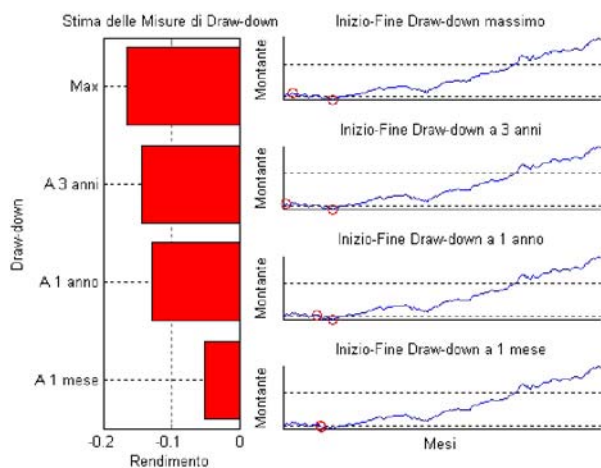 Stima delle Misure di Draw-down
Draw-down
Max
A 3 anni
A 1 anno
A 1 mese
-0.2
-0.1
0
Rendimento
Inizio-Fine Draw-down massimo
Montante
Inizio-Fine Draw-down a 3 anni
Montante
Inizio-Fine Draw-down a 1 anno
Montante
Inizio-Fine Draw-down a 1 mese
Montante
Mesi